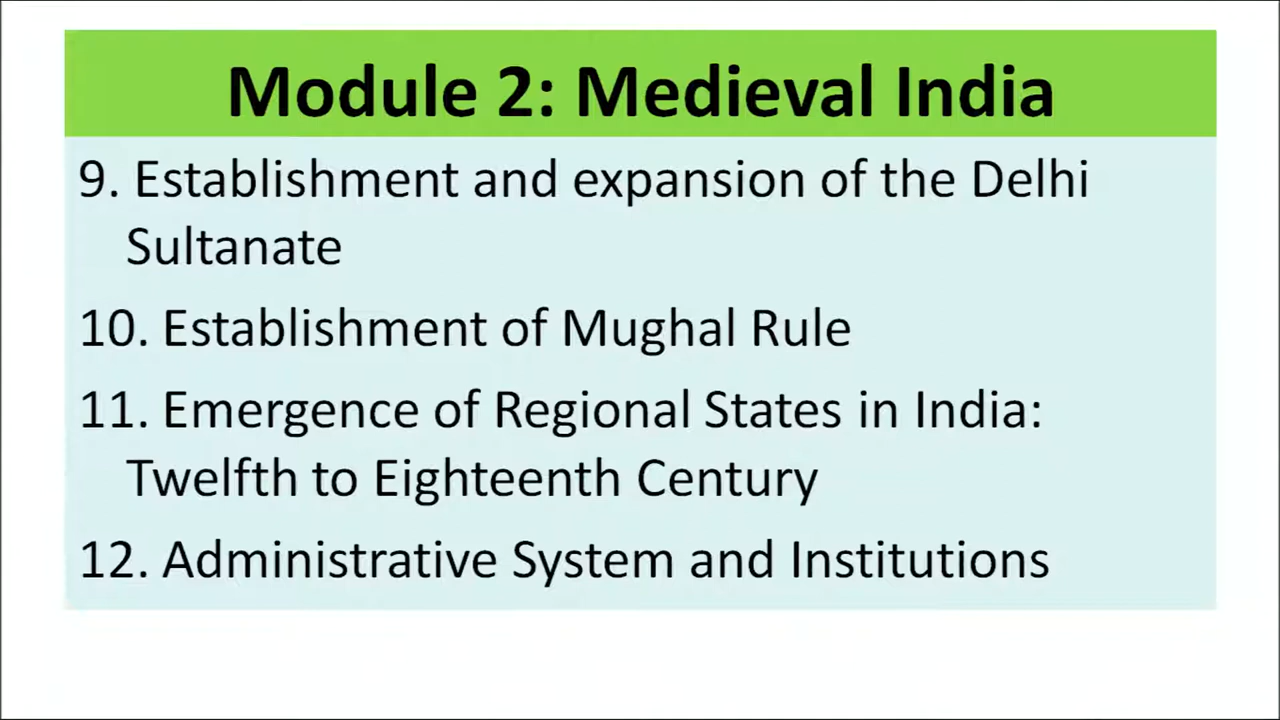 Module 2: Medieval India
9. Establishment and expansion of the Delhi
Sultanate
10. Establishment of Mughal Rule
11. Emergence of Regional States in India:
Twelfth to Eighteenth Century
12. Administrative System and Institutions